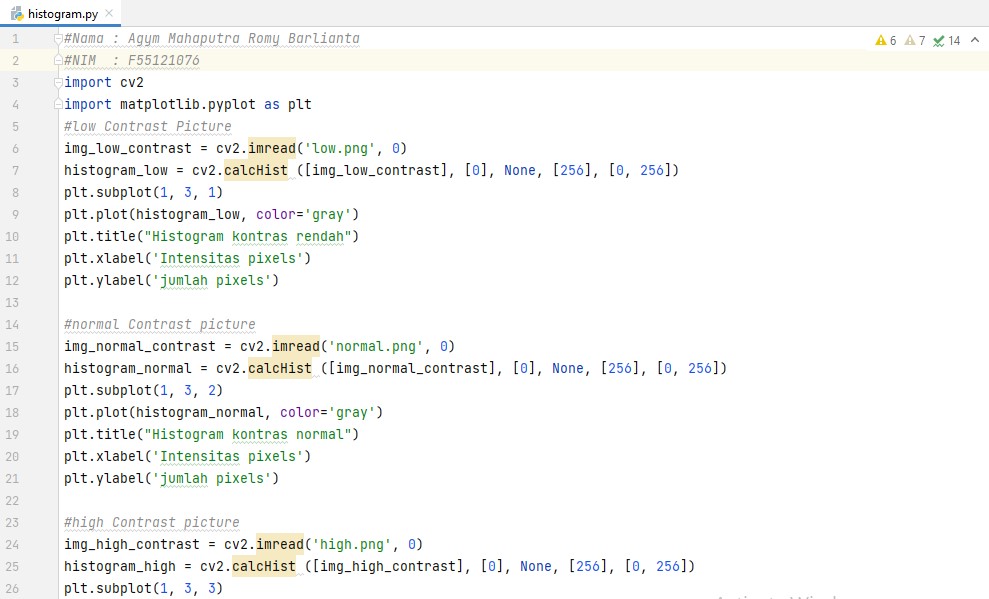 histogram.py
6 7 14
1 #Nama : Agym Mahaputra Romy Barlianta
2 #NIM  : F55121076
3 import cv2
4 import matplotlib.pyplot as plt
5 #low Contrast Picture
6 img_low_contrast = cv2.imread('low.png', 0)
7 histogram_low = cv2.calcHist ([img_low_contrast], [0], None, [256], [0, 256])
8 plt.subplot(1, 3, 1)
9 plt.plot(histogram_low, color='gray')
10 plt.title("Histogram kontras rendah")
11 plt.xlabel('Intensitas pixels')
12 plt.ylabel('jumlah pixels')
13
14 #normal Contrast picture
15 img_normal_contrast = cv2.imread('normal.png', 0)
16 histogram_normal = cv2.calcHist ([img_normal_contrast], [0], None, [256], [0, 256])
17 plt.subplot(1, 3, 2)
18 plt.plot(histogram_normal, color='gray')
19 plt.title("Histogram kontras normal")
20 plt.xlabel('Intensitas pixels')
21 plt.ylabel('jumlah pixels')
22
23 #high Contrast picture
24 img_high_contrast = cv2.imread('high.png', 0)
25 histogram_high = cv2.calcHist ([img_high_contrast], [0], None, [256], [0, 256])
26 plt.subplot(1, 3, 3)